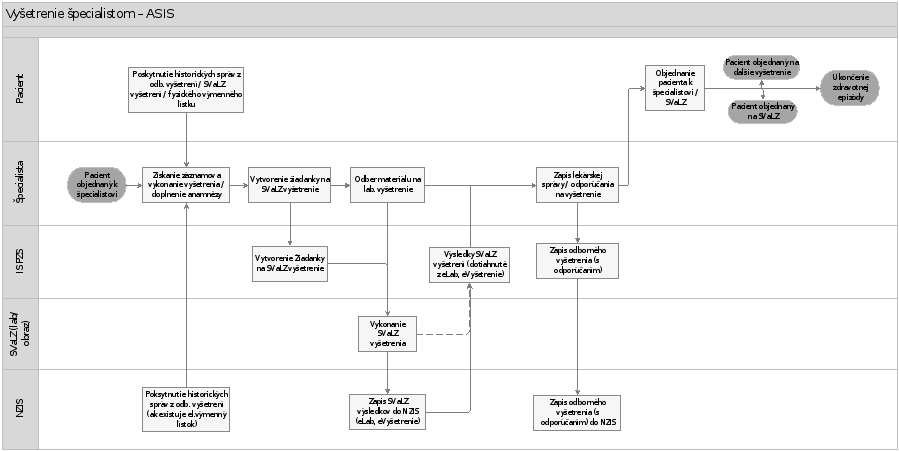 Vyšetrenie špecialistom – ASIS
Pacient
Poskytnutie historických správ z
odb. vyšetrení / SVaLZ
vyšetrení / fyzického výmenneho
lístku
Objednanie
pacienta k
špecialistovi /
SVaLZ
Pacient objednaný na
ďalšie vyšetrenie
Pacient objednaný
na SVaLZ
Ukončenie
zdravotnej
epizódy
Špecialista
Pacient
objednaný k
špecialistovi
Získanie záznamov a
vykonanie vyšetrenia /
doplnenie anamnézy
Vytvorenie žiadanky na
SVaLZ vyšetrenie
Odber materiálu na
lab. vyšetrenie
Zápis lekárskej
správy / odporúčania
na vyšetrenie
IS PZS
Vytvorenie Žiadanky
na SVaLZ vyšetrenie
Výsledky SVaLZ
vyšetrení (dotiahnuté
z eLab, eVyšetrenie)
Zápis odborného
vyšetrenia (s
odporúčaním)
SVaLZ (lab/
obraz)
Vykonanie
SVaLZ
vyšetrenia
NZIS
Poksytnutie historických
správ z odb. vyšetrení
(ak existuje el.výmenný
lístok)
Zápis SVaLZ
výsledkov do NZIS
(eLab, eVyšetrenie)
Zápis odborného
vyšetrenia (s
odporúčaním) do NZIS